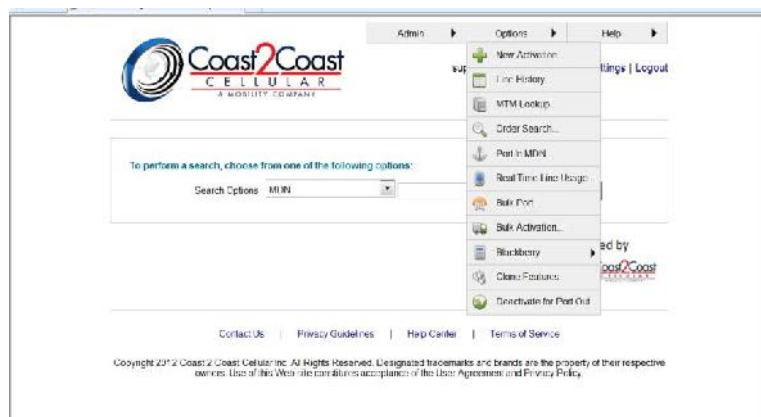 Admin Options Help
Coast2Coast
CELLULAR
A MOBILITY COMPANY
sup
ttings | Logout
New Activation...
Line History...
MTM Lookup...
Order Search...
Port In MDN
Real Time Line Usage...
Bulk Port
Bulk Activation...
Blackberry
Clone Features
Deactivate for Port Out
To perform a search, choose from one of the following options:
Search Options MDN
ed by
Coast2Coast
Contact Us | Privacy Guidelines | Help Center | Terms of Service
Copyright 2012 Coast 2 Coast Cellular Inc. All Rights Reserved. Designated trademarks and brands are the property of their respective
owners. Use of this Web site constitutes acceptance of the User Agreement and Privacy Policy.